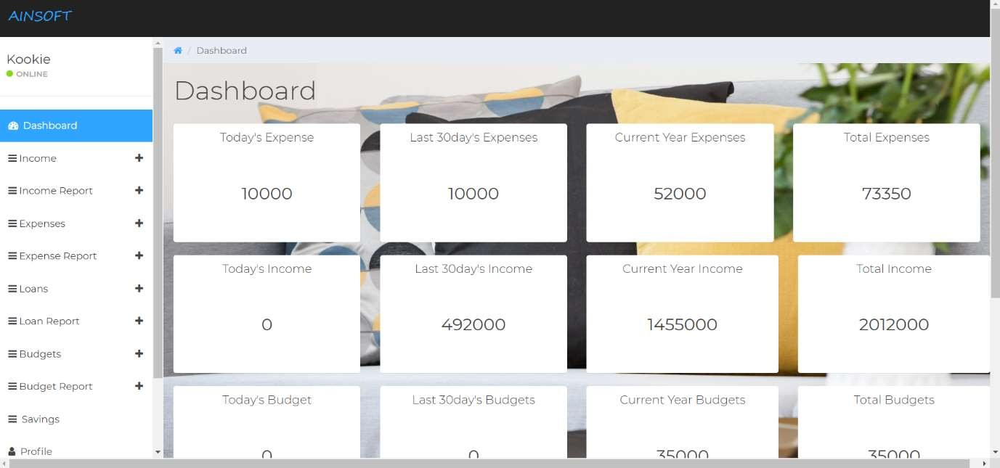 AINSOFT
Kookie
ONLINE
Dashboard
Income
Income Report
Expenses
Expense Report
Loans
Loan Report
Budgets
Budget Report
Savings
Profile
/ Dashboard
Dashboard
Today's Expense
Last 30day's Expenses
Current Year Expenses
Total Expenses
10000
10000
52000
73350
Today's Income
Last 30day's Income
Current Year Income
Total Income
0
492000
1455000
2012000
Today's Budget
Last 30day's Budgets
Current Year Budgets
Total Budgets
0
0
35000
35000